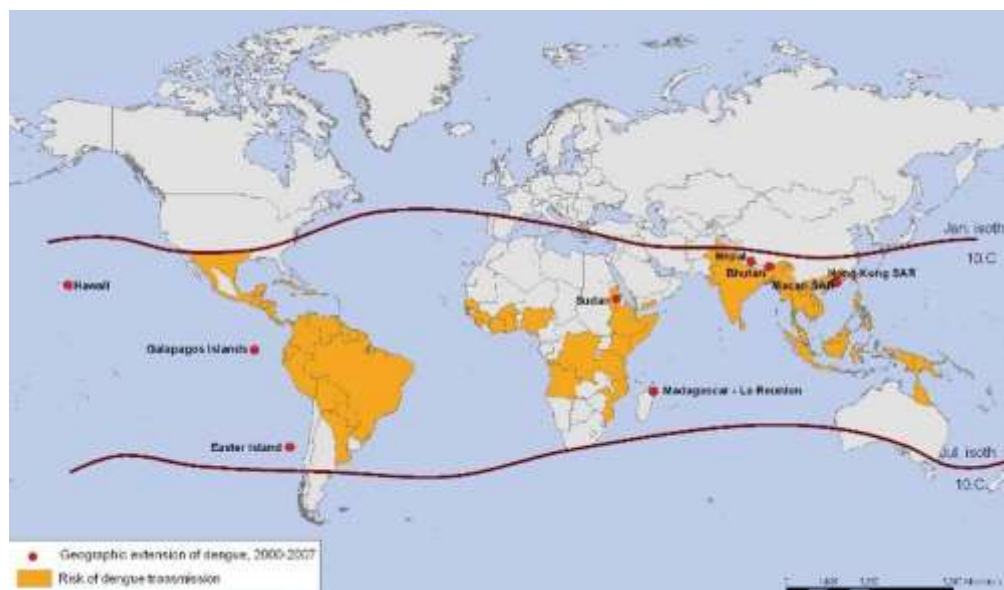 Jan. isoth.
10.C
Nepal
Bhutan
Hong-Kong SAR
Macau SAR
Hawaii
Sudan
Galapagos Islands
Madagascar - La Reunion
Easter Island
Jul. isoth.
10.C.
Geographic extension of dengue, 2000-2007
Risk of dengue transmission